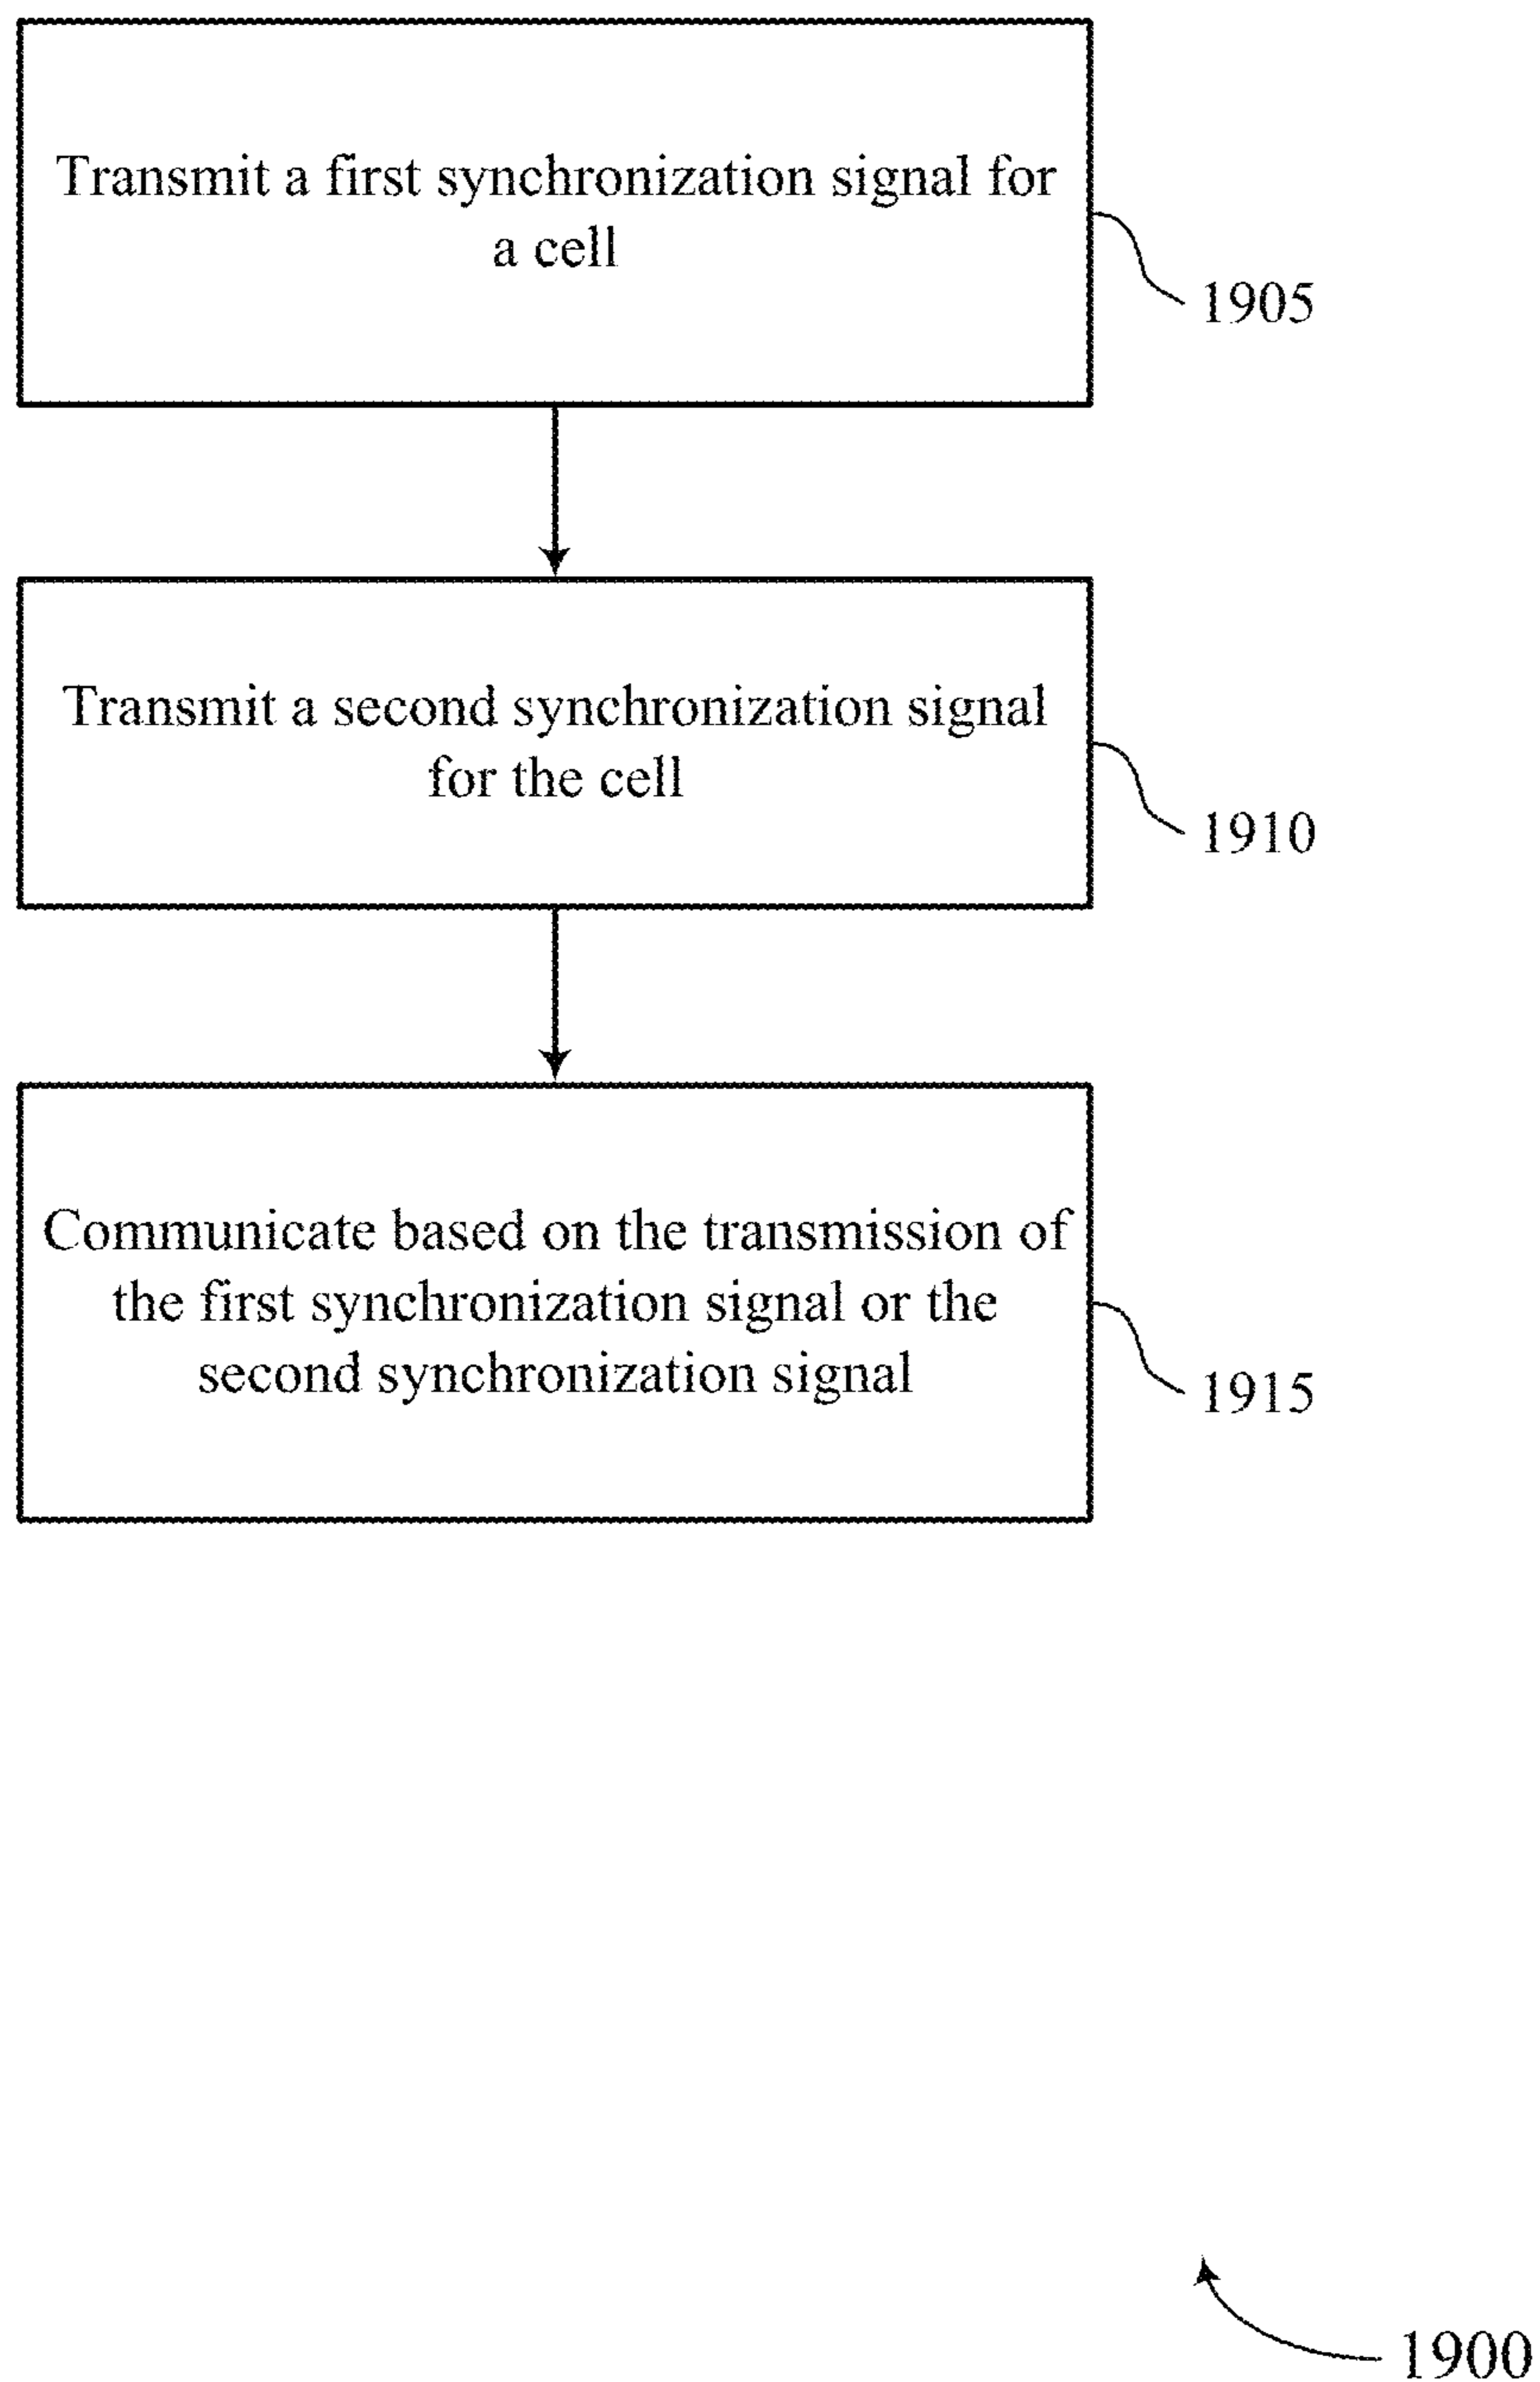 Transmit a first synchronization signal for
a cell
1905
Transmit a second synchronization signal
for the cell
1910
Communicate based on the transmission of
the first synchronization signal or the
second synchronization signal
1915
1900